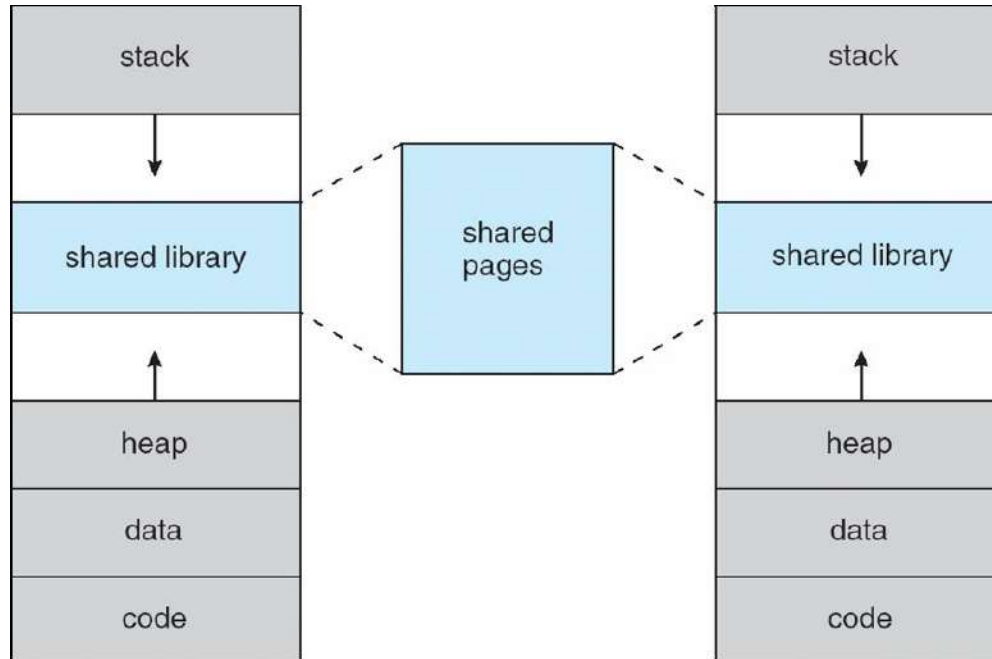 stack
shared library
heap
data
code
shared
pages
stack
shared library
heap
data
code